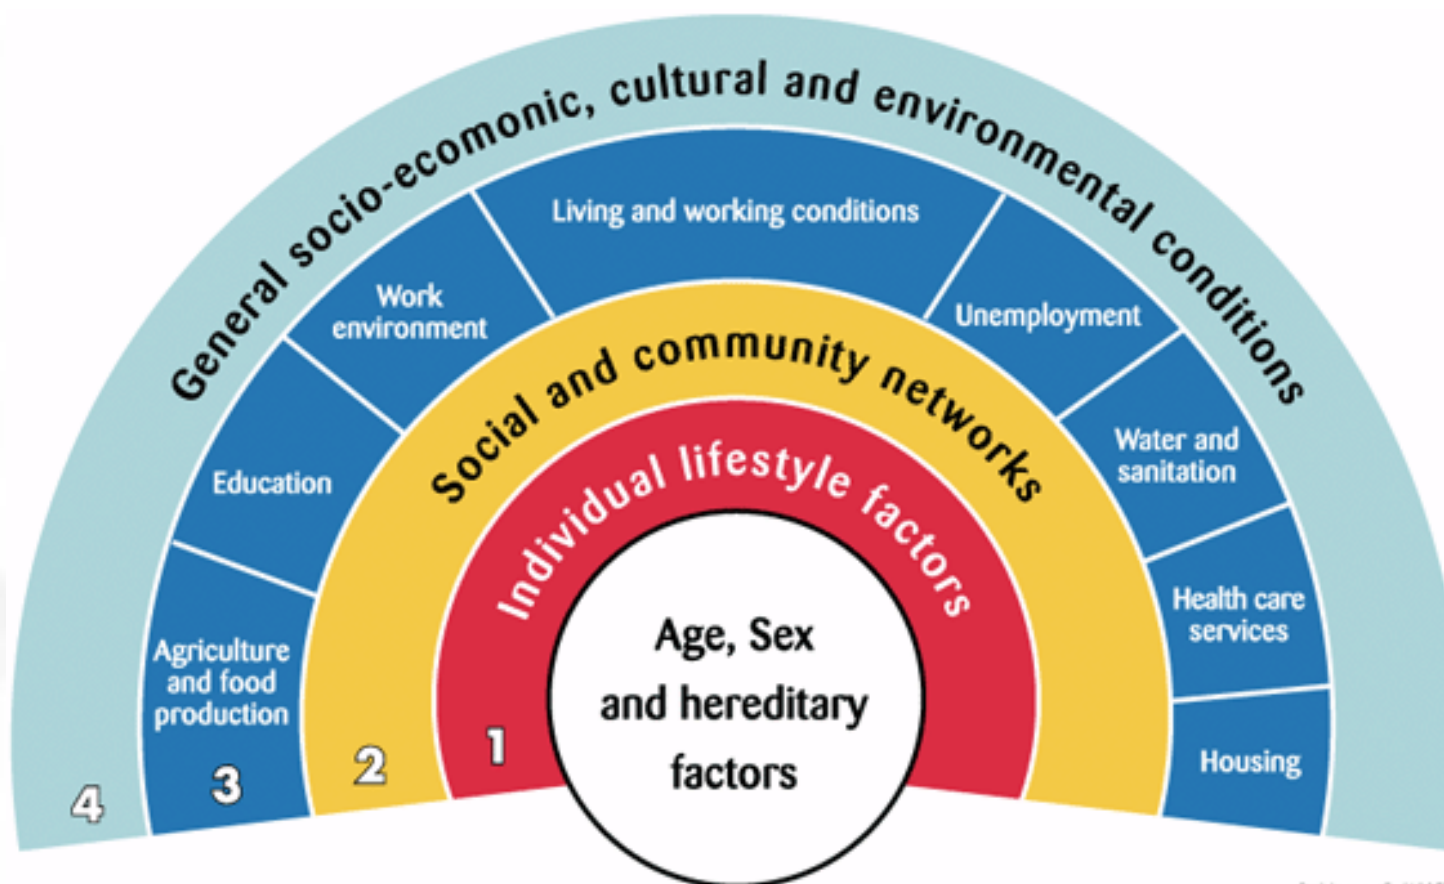 General socio-ecomonic, cultural and environmental conditions
Living and working conditions
Work
environment
Unemployment
Education
Water and
sanitation
Agriculture
and food
production
Health care
services
Housing
Social and community networks
Individual lifestyle factors
Age, Sex
and hereditary
factors
1
2
3
4